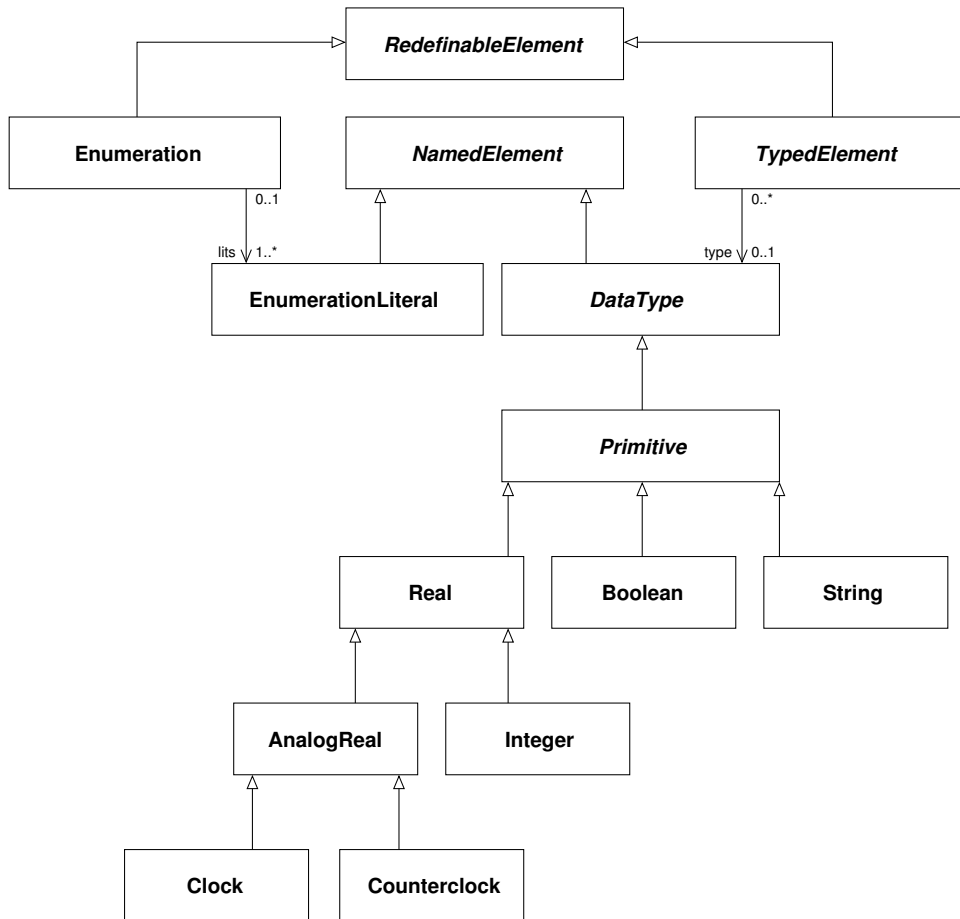 RedefinableElement
Enumeration
NamedElement
TypedElement
0..1
0..*
lits
1..*
type
0..1
EnumerationLiteral
DataType
Primitive
Real
Boolean
String
AnalogReal
Integer
Clock
Counterclock